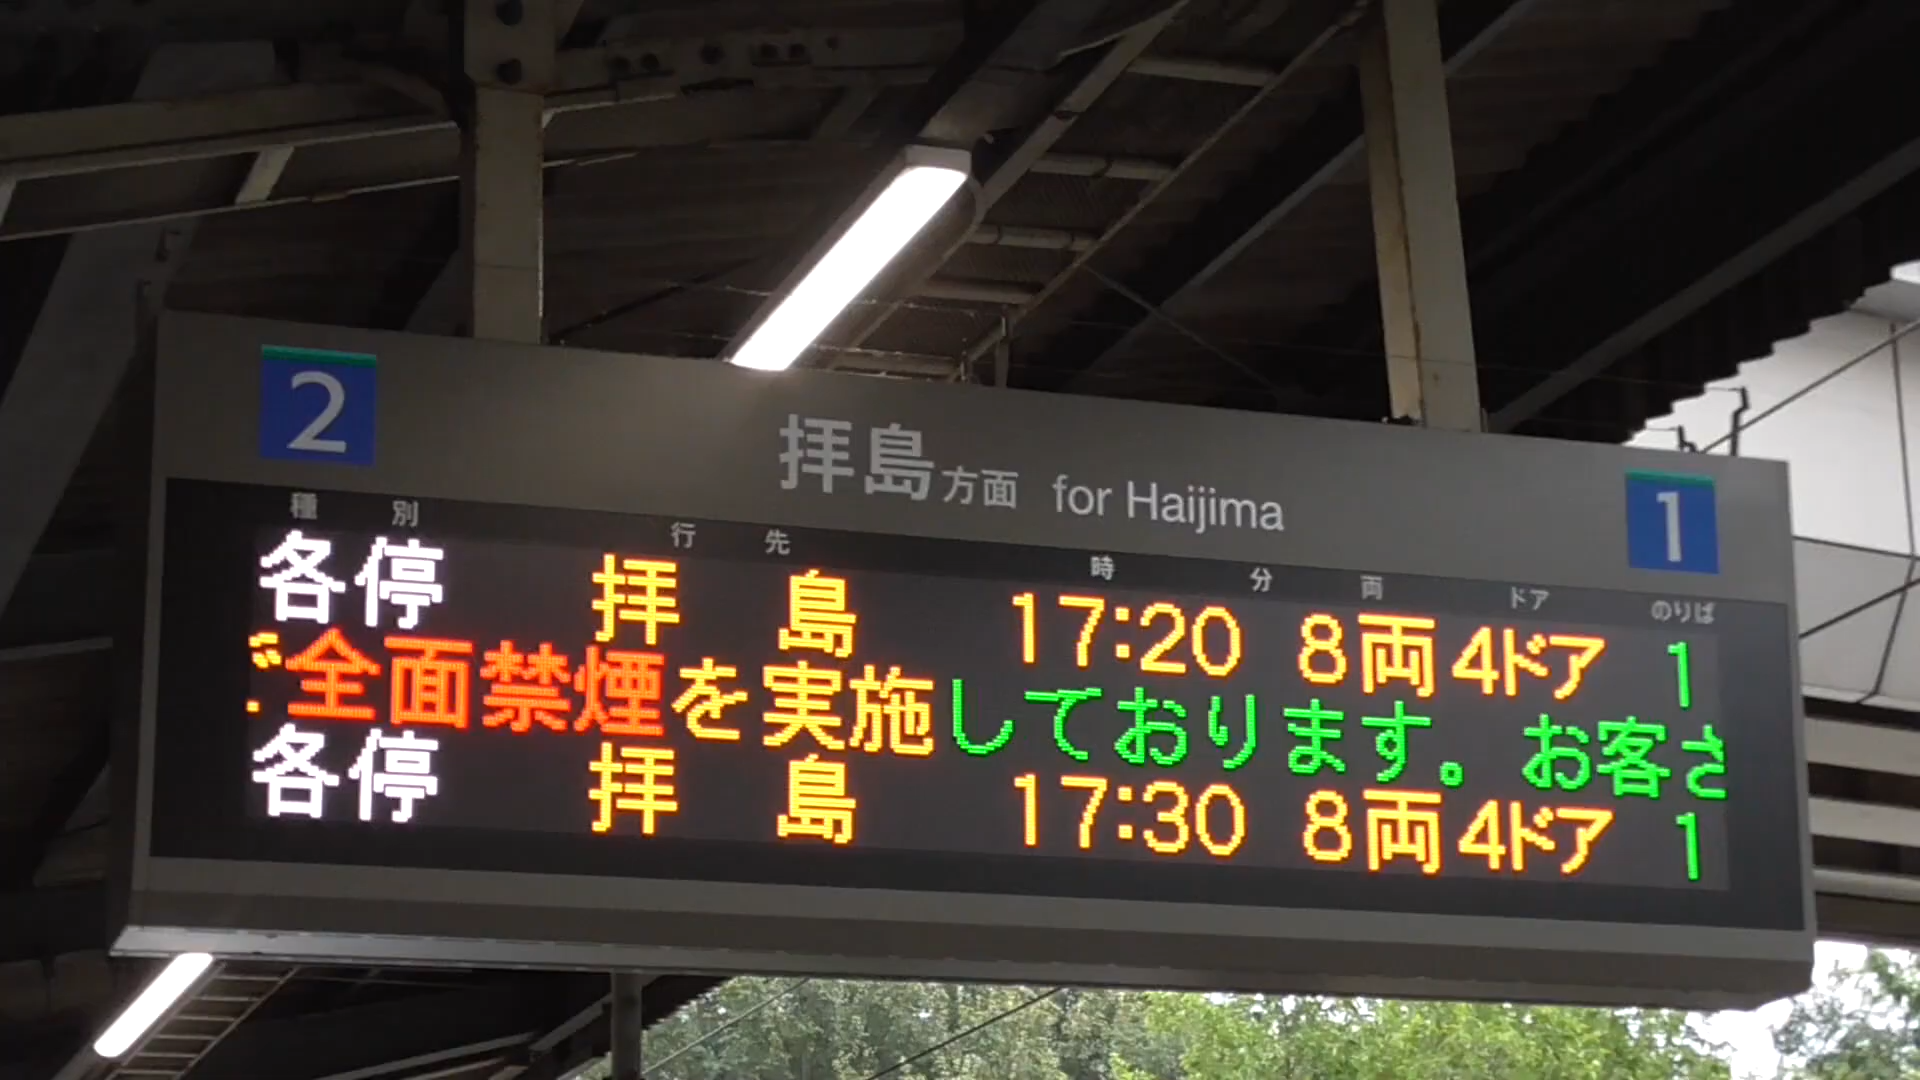 2
拝島方面 for Haijima
1
種別 行先 時分 両 ドア のりば
各停 拝島 17:20 8両 4ドア 1
全面禁煙を実施しております。お客さ
各停 拝島 17:30 8両 4ドア 1